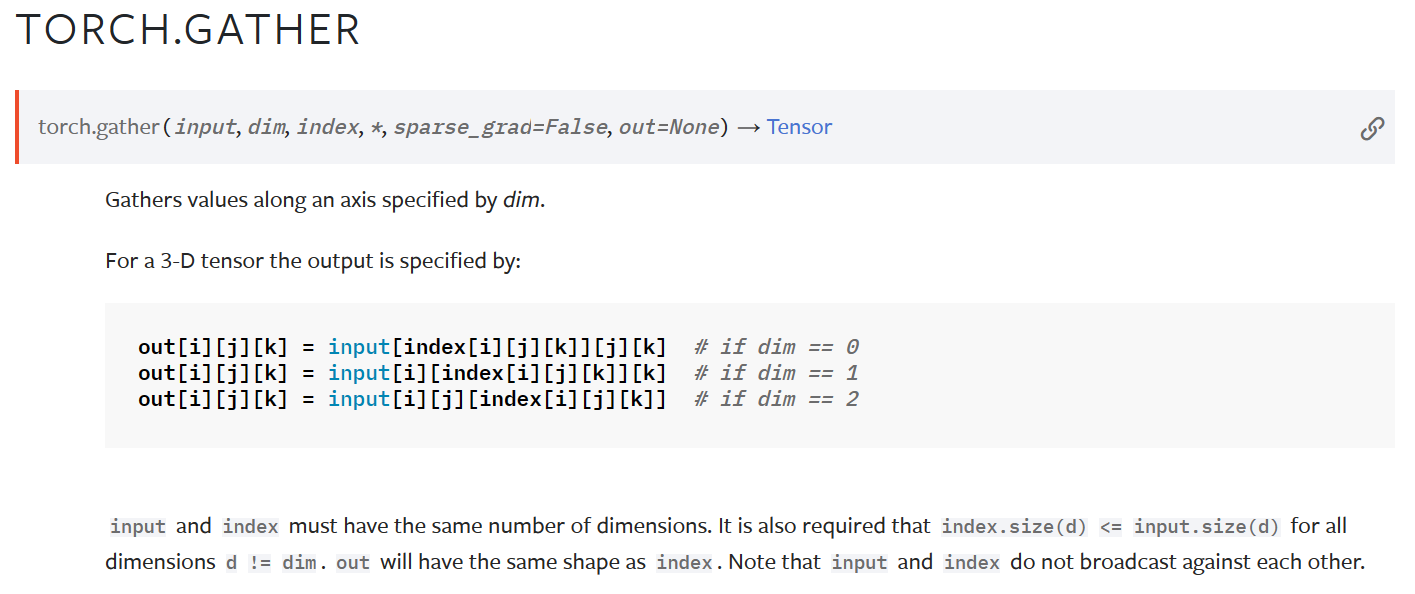 TORCH.GATHER
torch.gather(input, dim, index, *, sparse_grad=False, out=None) → Tensor
Gathers values along an axis specified by dim.
For a 3-D tensor the output is specified by:
out[i][j][k] = input[index[i][j][k]][j][k]  # if dim == 0
out[i][j][k] = input[i][index[i][j][k]][k]  # if dim == 1
out[i][j][k] = input[i][j][index[i][j][k]]  # if dim == 2
input and index must have the same number of dimensions. It is also required that index.size(d) <= input.size(d) for all
dimensions d != dim. out will have the same shape as index. Note that input and index do not broadcast against each other.